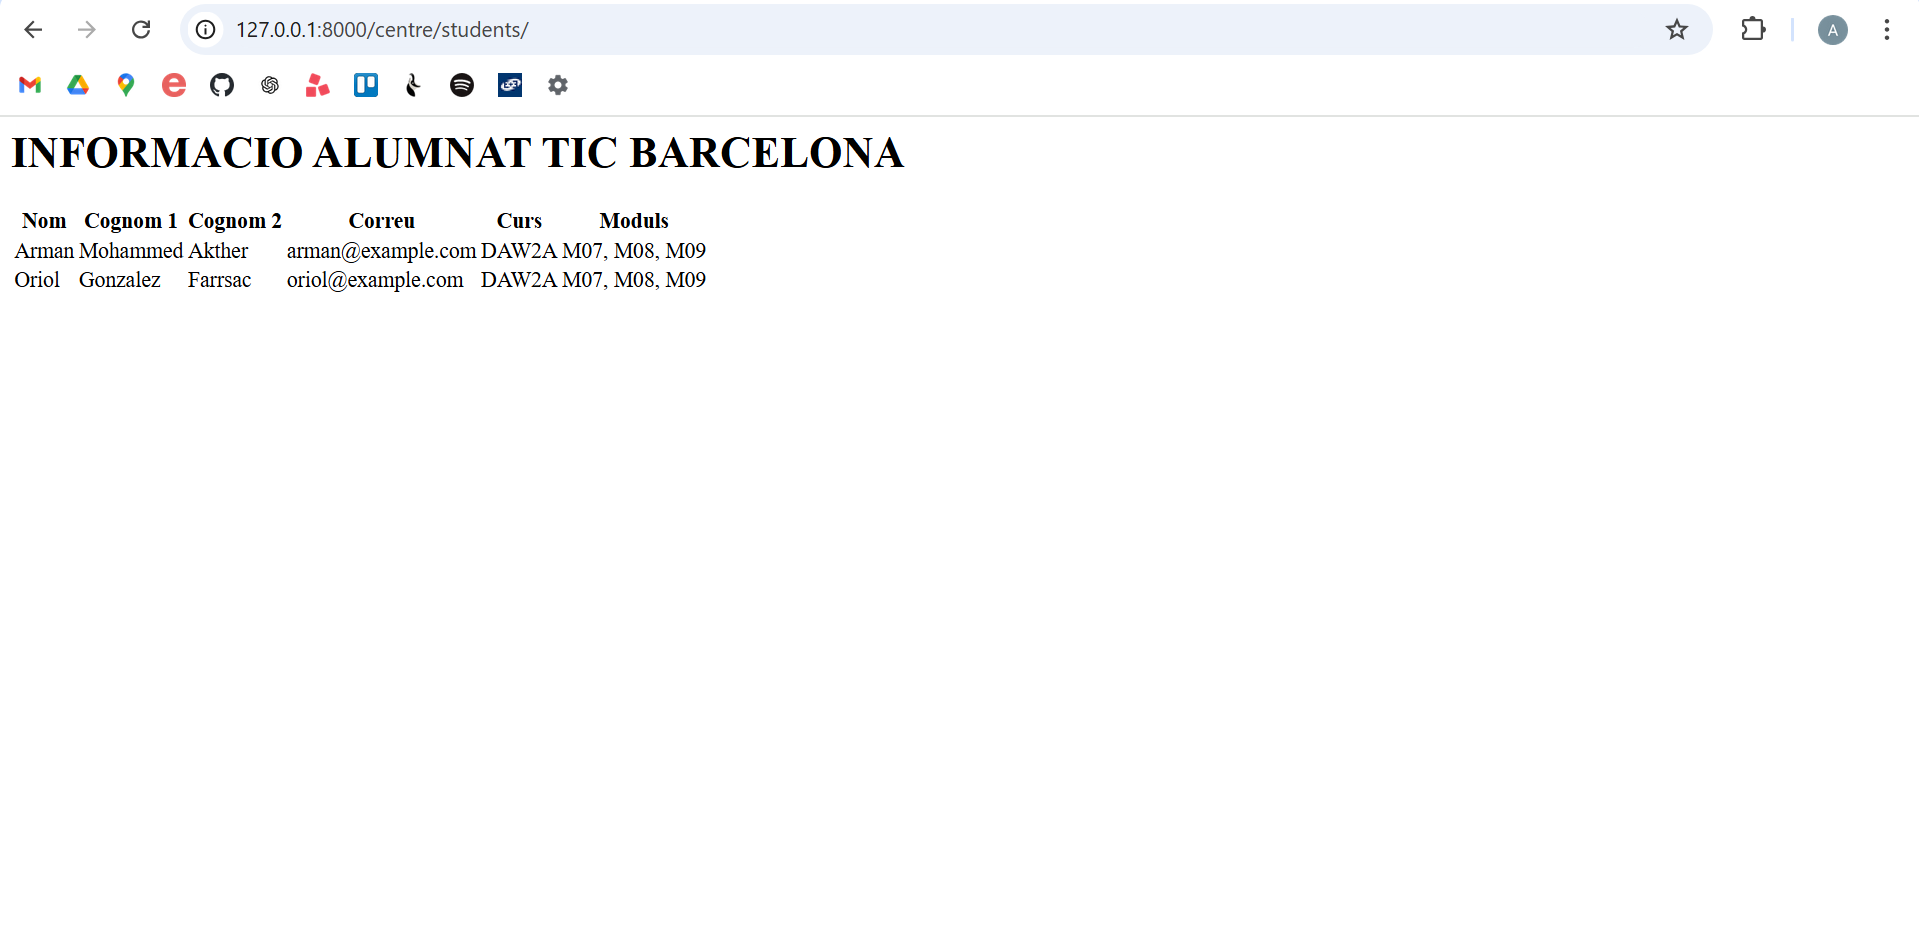 127.0.0.1:8000/centre/students/
A
INFORMACIO ALUMNAT TIC BARCELONA
Nom Cognom 1 Cognom 2 Correu Curs Moduls
Arman Mohammed Akther arman@example.com DAW2A M07, M08, M09
Oriol Gonzalez Farrsac oriol@example.com DAW2A M07, M08, M09